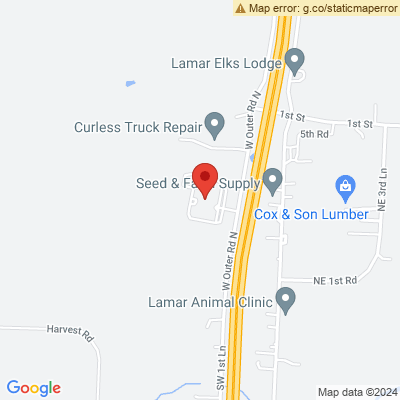 Map error: g.co/staticmaperror
Lamar Elks Lodge
1st St
1st St
5th Rd
Curless Truck Repair
W Outer Rd N
NE 3rd Ln
Seed & Farm Supply
Cox & Son Lumber
W Outer Rd N
NE 1st Rd
Lamar Animal Clinic
Harvest Rd
SW 1st Ln
Google
Map data ©2024